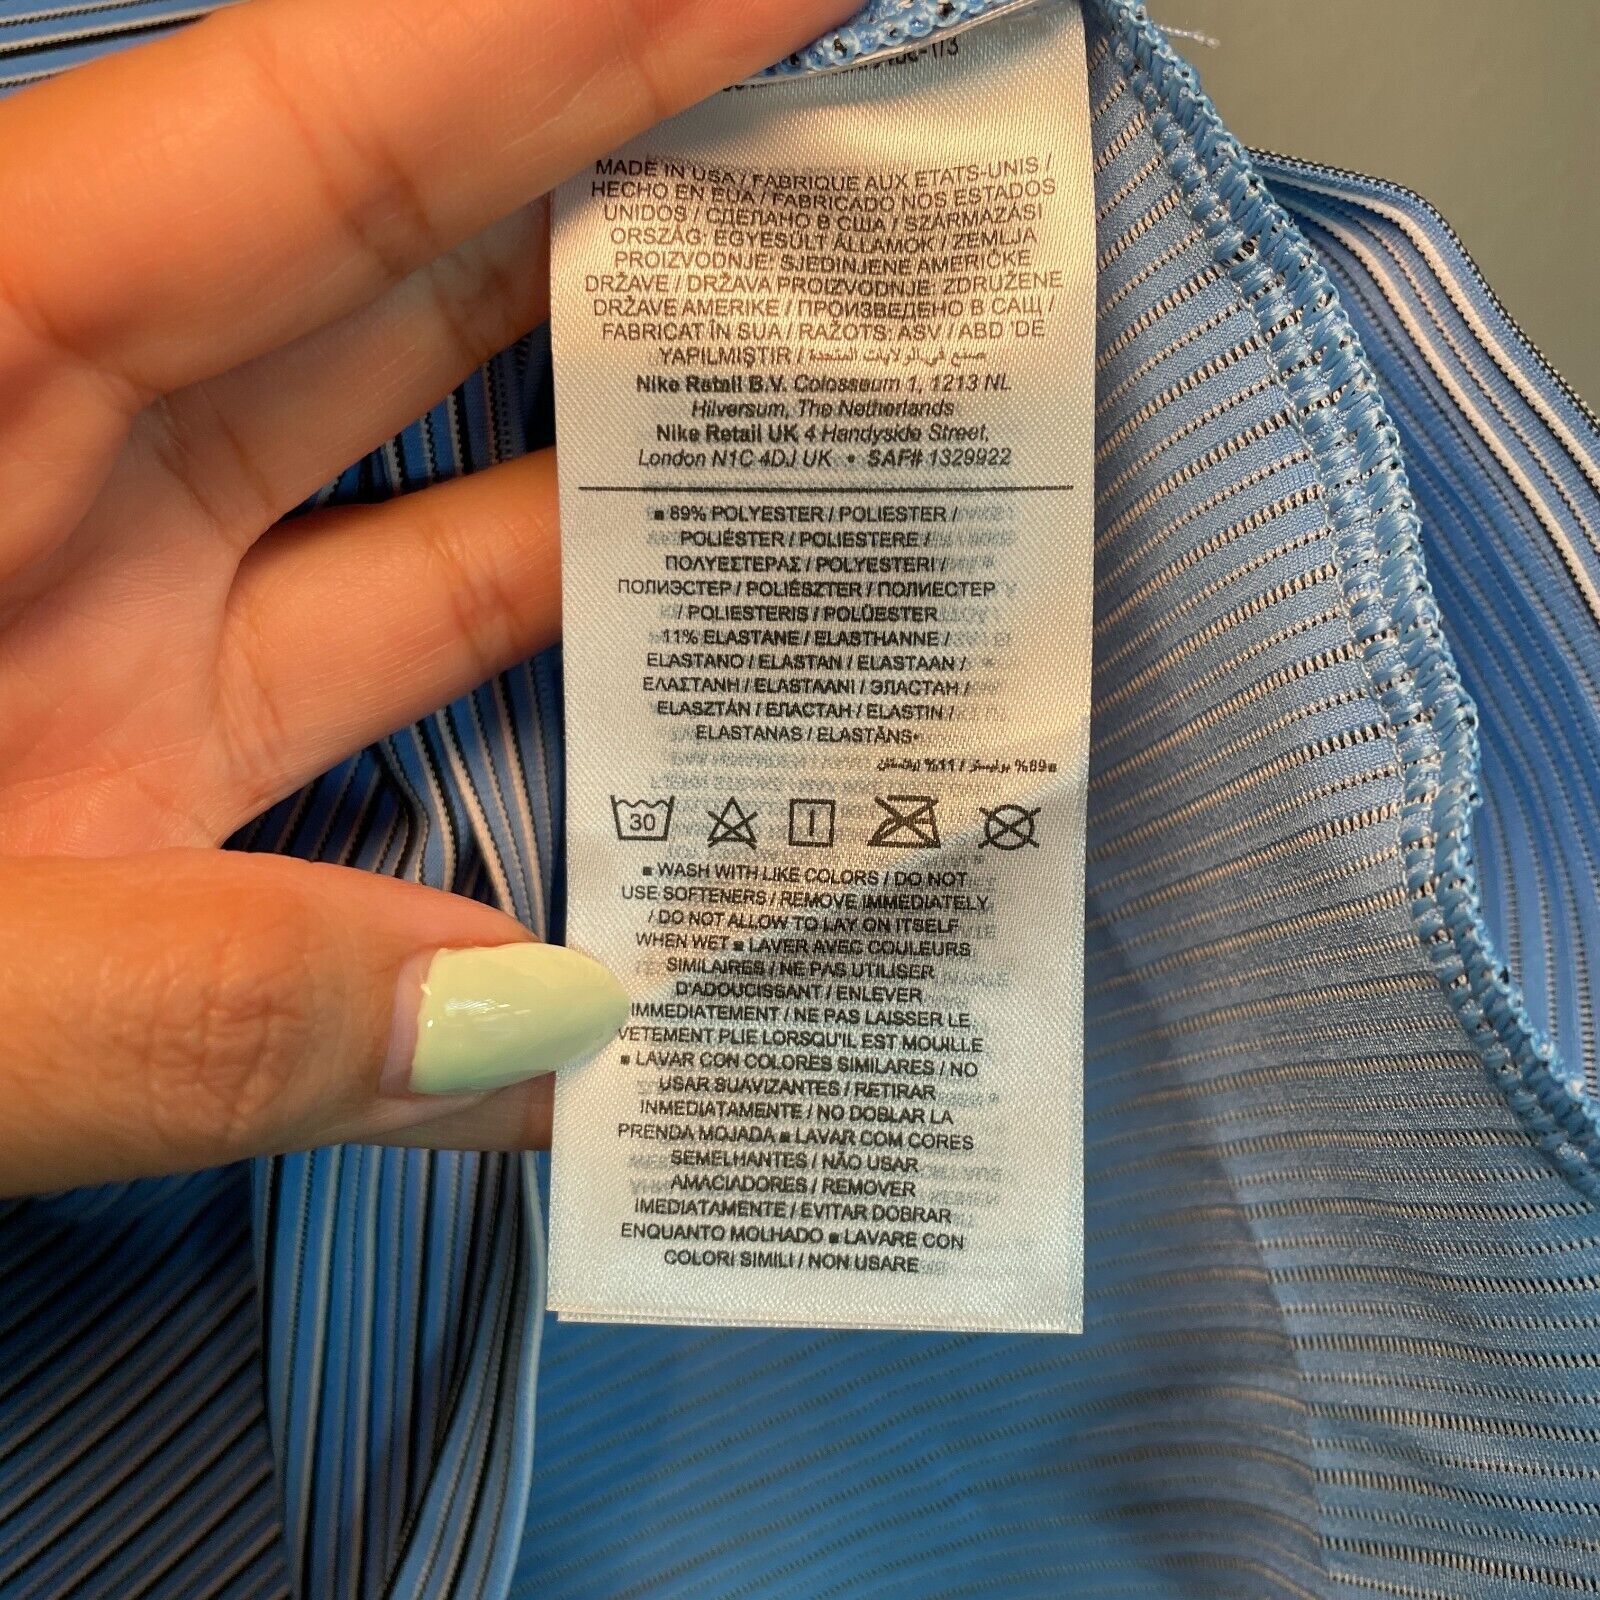 MADE IN USA / FABRIQUE AUX ETATS-UNIS /
HECHO EN EUA / FABRICADO NOS ESTADOS
UNIDOS / СДЕЛАНО В США / SZÁRMAZÁSI
ORSZÁG: EGYESÜLT ÁLLAMOK / ZEMLJA
PROIZVODNJE: SJEDINJENE AMERIČKE
DRŽAVE / DRŽAVA PROIZVODNJE: ZDRUŽENE
DRŽAVE AMERIKE / ПРОИЗВЕДЕНО В САЩ /
FABRICAT ÎN SUA / RAŽOTS: ASV / ABD 'DE
YAPILMIŞTIR / صنع في الولايات المتحدة
Nike Retail B.V. Colosseum 1, 1213 NL
Hilversum, The Netherlands
Nike Retail UK 4 Handyside Street,
London N1C 4DJ UK • SAF# 1329922
■ 89% POLYESTER / POLIESTER /
POLIÉSTER / POLIESTERE /
ΠΟΛΥΕΣΤΕΡΑΣ / POLYESTERI /
ПОЛИЭСТЕР / POLIÉSZTER / ПОЛИЕСТЕР
/ POLIESTERIS / POLÜESTER
11% ELASTANE / ELASTHANNE /
ELASTANO / ELASTAN / ELASTAAN /
ΕΛΑΣΤΑΝΗ / ELASTAANI / ЭЛАСТАН /
ELASZTÁN / ЕЛАСТАН / ELASTIN /
ELASTANAS / ELASTĀNS•
■89% بوليستر / 11% إيلاستان
30
■ WASH WITH LIKE COLORS / DO NOT
USE SOFTENERS / REMOVE IMMEDIATELY
/ DO NOT ALLOW TO LAY ON ITSELF
WHEN WET ■ LAVER AVEC COULEURS
SIMILAIRES / NE PAS UTILISER
D'ADOUCISSANT / ENLEVER
IMMEDIATEMENT / NE PAS LAISSER LE
VETEMENT PLIE LORSQU'IL EST MOUILLE
■ LAVAR CON COLORES SIMILARES / NO
USAR SUAVIZANTES / RETIRAR
INMEDIATAMENTE / NO DOBLAR LA
PRENDA MOJADA ■ LAVAR COM CORES
SEMELHANTES / NÃO USAR
AMACIADORES / REMOVER
IMEDIATAMENTE / EVITAR DOBRAR
ENQUANTO MOLHADO ■ LAVARE CON
COLORI SIMILI / NON USARE